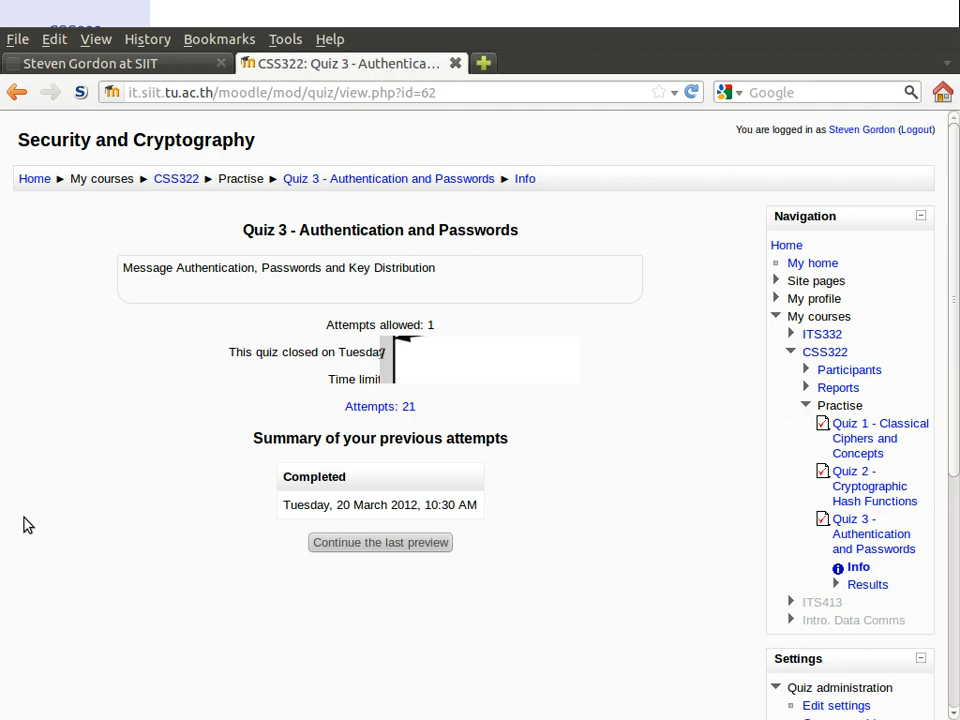 File Edit View History Bookmarks Tools Help
Steven Gordon at SIIT
CSS322: Quiz 3 - Authentica...
it.siit.tu.ac.th/moodle/mod/quiz/view.php?id=62
Google
Security and Cryptography
You are logged in as Steven Gordon (Logout)
Home ► My courses ► CSS322 ► Practise ► Quiz 3 - Authentication and Passwords ► Info
Quiz 3 - Authentication and Passwords
Message Authentication, Passwords and Key Distribution
Attempts allowed: 1
This quiz closed on Tuesday
Time limit
Attempts: 21
Summary of your previous attempts
Completed
Tuesday, 20 March 2012, 10:30 AM
Continue the last preview
Navigation
Home
My home
Site pages
My profile
My courses
ITS332
CSS322
Participants
Reports
Practise
Quiz 1 - Classical
Ciphers and
Concepts
Quiz 2 -
Cryptographic
Hash Functions
Quiz 3 -
Authentication
and Passwords
Info
Results
ITS413
Intro. Data Comms
Settings
Quiz administration
Edit settings